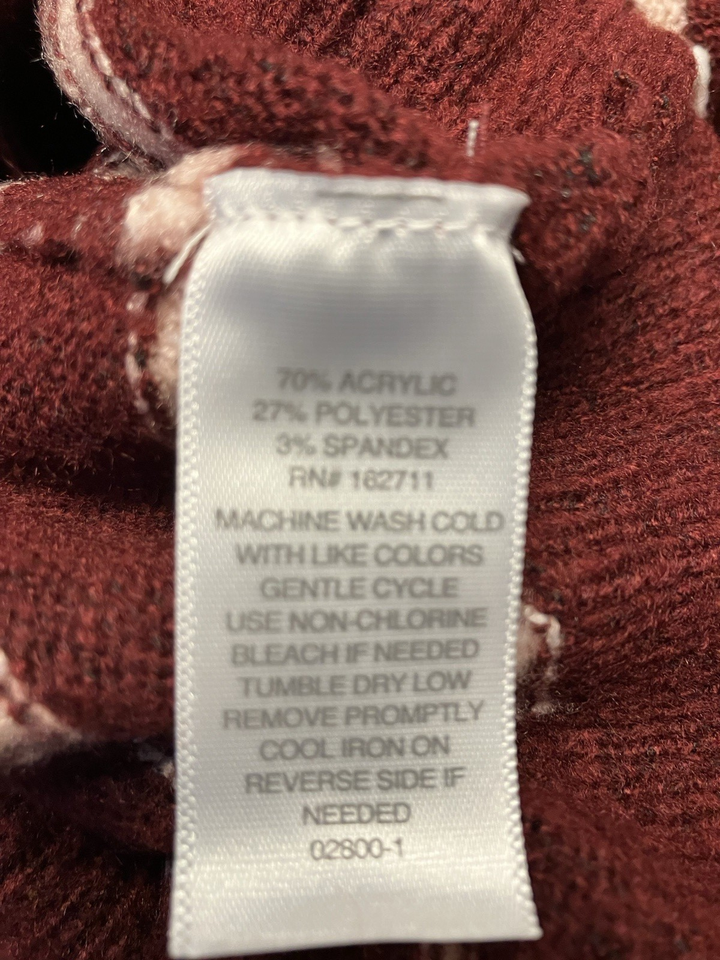 70% ACRYLIC
27% POLYESTER
3% SPANDEX
RN# 162711
MACHINE WASH COLD
WITH LIKE COLORS
GENTLE CYCLE
USE NON-CHLORINE
BLEACH IF NEEDED
TUMBLE DRY LOW
REMOVE PROMPTLY
COOL IRON ON
REVERSE SIDE IF
NEEDED
02800-1